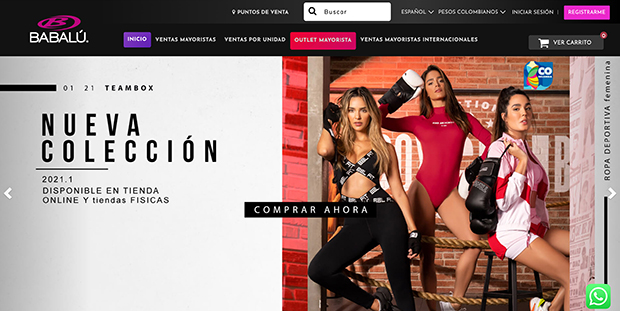 BABALÚ.
PUNTOS DE VENTA
Buscar
ESPAÑOL
PESOS COLOMBIANOS
INICIAR SESIÓN
REGISTRARME
INICIO
VENTAS MAYORISTAS
VENTAS POR UNIDAD
OUTLET MAYORISTA
VENTAS MAYORISTAS INTERNACIONALES
VER CARRITO
0
01 21 TEAMBOX
NUEVA
COLECCIÓN
2021.1
DISPONIBLE EN TIENDA
ONLINE Y tiendas FISICAS
COMPRAR AHORA
CO
ROPA DEPORTIVA femenina